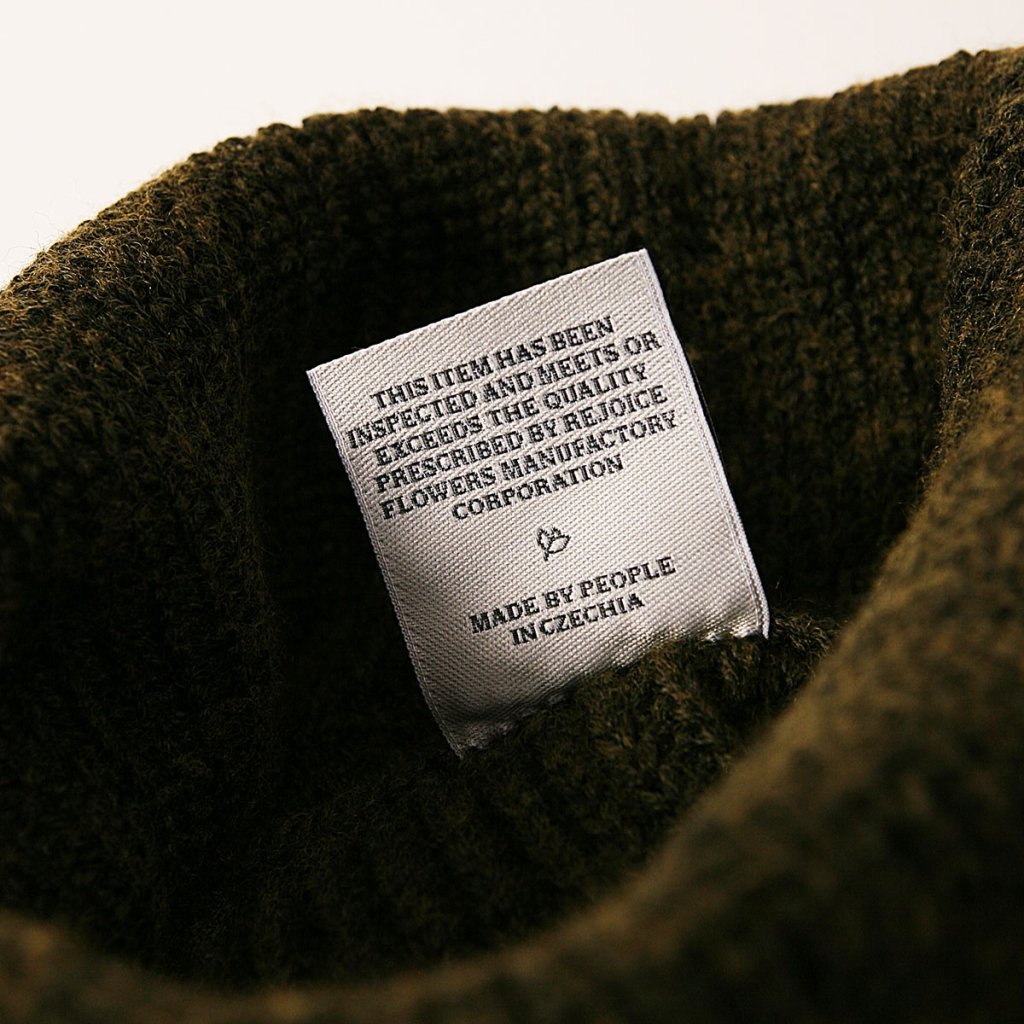 THIS ITEM HAS BEEN
INSPECTED AND MEETS OR
EXCEEDS THE QUALITY
PRESCRIBED BY REJOICE
FLOWERS MANUFACTORY
CORPORATION
MADE BY PEOPLE
IN CZECHIA